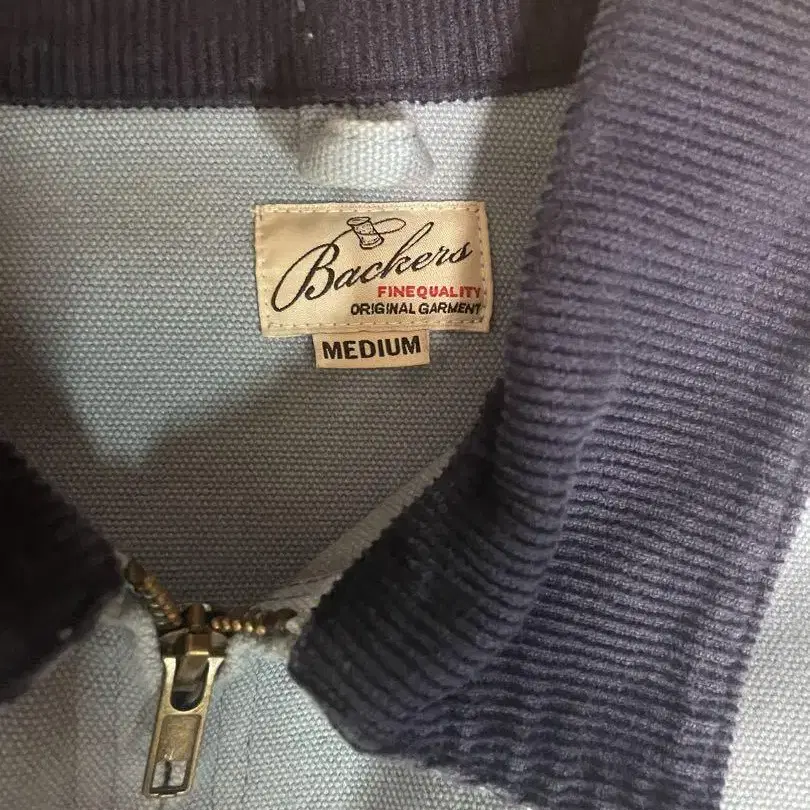 Backers
FINEQUALITY
ORIGINAL GARMENT
MEDIUM